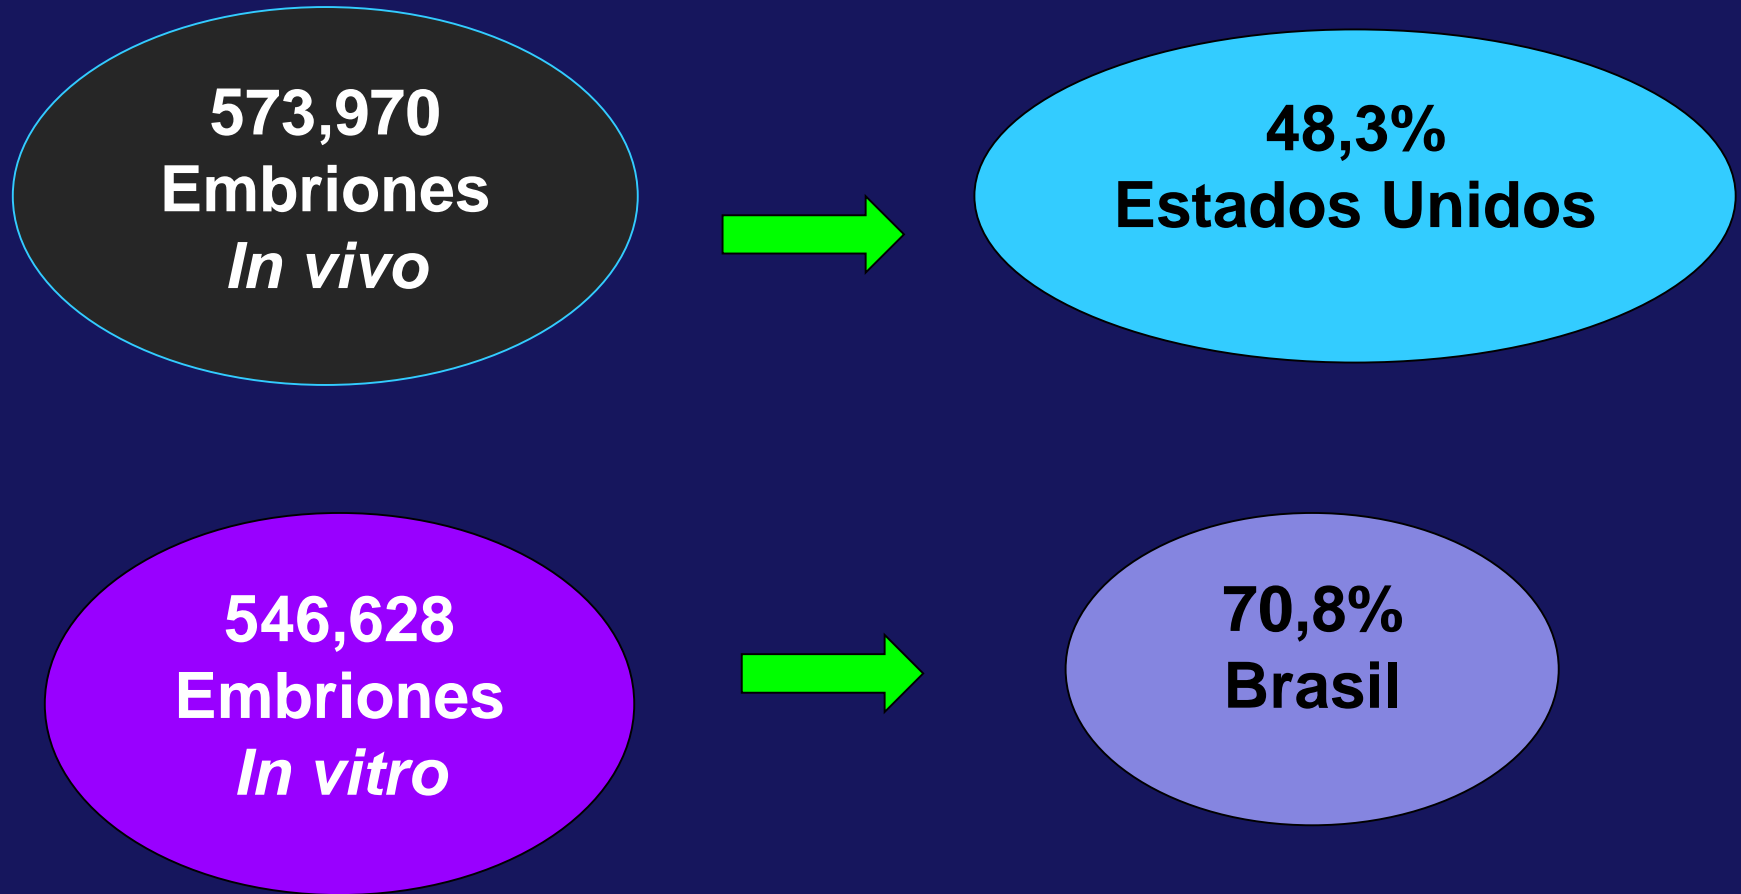 573,970
Embriones
In vivo
48,3%
Estados Unidos
546,628
Embriones
In vitro
70,8%
Brasil